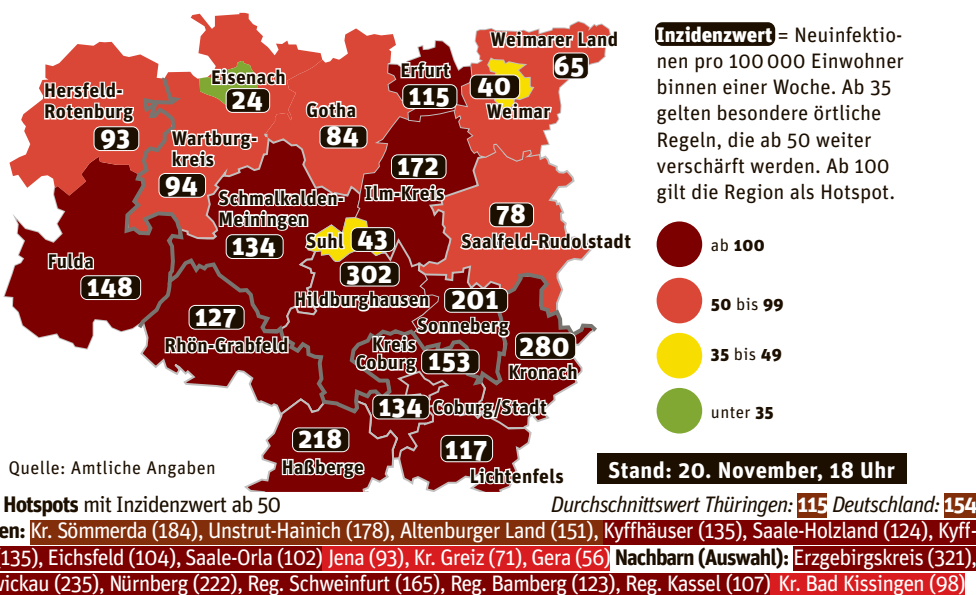 Weimarer Land
65
Erfurt
115
40
Weimar
Eisenach
24
Hersfeld-
Rotenburg
93
Gotha
84
Wartburg-
kreis
94
172
Ilm-Kreis
Schmalkalden-
Meiningen
134
78
Saalfeld-Rudolstadt
Suhl 43
Fulda
148
302
Hildburghausen
201
Sonneberg
127
Rhön-Grabfeld
Kreis
Coburg 153
280
Kronach
134 Coburg/Stadt
218
Haßberge
117
Lichtenfels
Inzidenzwert = Neuinfektio-
nen pro 100 000 Einwohner
binnen einer Woche. Ab 35
gelten besondere örtliche
Regeln, die ab 50 weiter
verschärft werden. Ab 100
gilt die Region als Hotspot.
ab 100
50 bis 99
35 bis 49
unter 35
Quelle: Amtliche Angaben
Stand: 20. November, 18 Uhr
Hotspots mit Inzidenzwert ab 50
Durchschnittswert Thüringen: 115 Deutschland: 154
en: Kr. Sömmerda (184), Unstrut-Hainich (178), Altenburger Land (151), Kyffhäuser (135), Saale-Holzland (124), Kyff-
(135), Eichsfeld (104), Saale-Orla (102) Jena (93), Kr. Greiz (71), Gera (56) Nachbarn (Auswahl): Erzgebirgskreis (321),
vickau (235), Nürnberg (222), Reg. Schweinfurt (165), Reg. Bamberg (123), Reg. Kassel (107) Kr. Bad Kissingen (98)